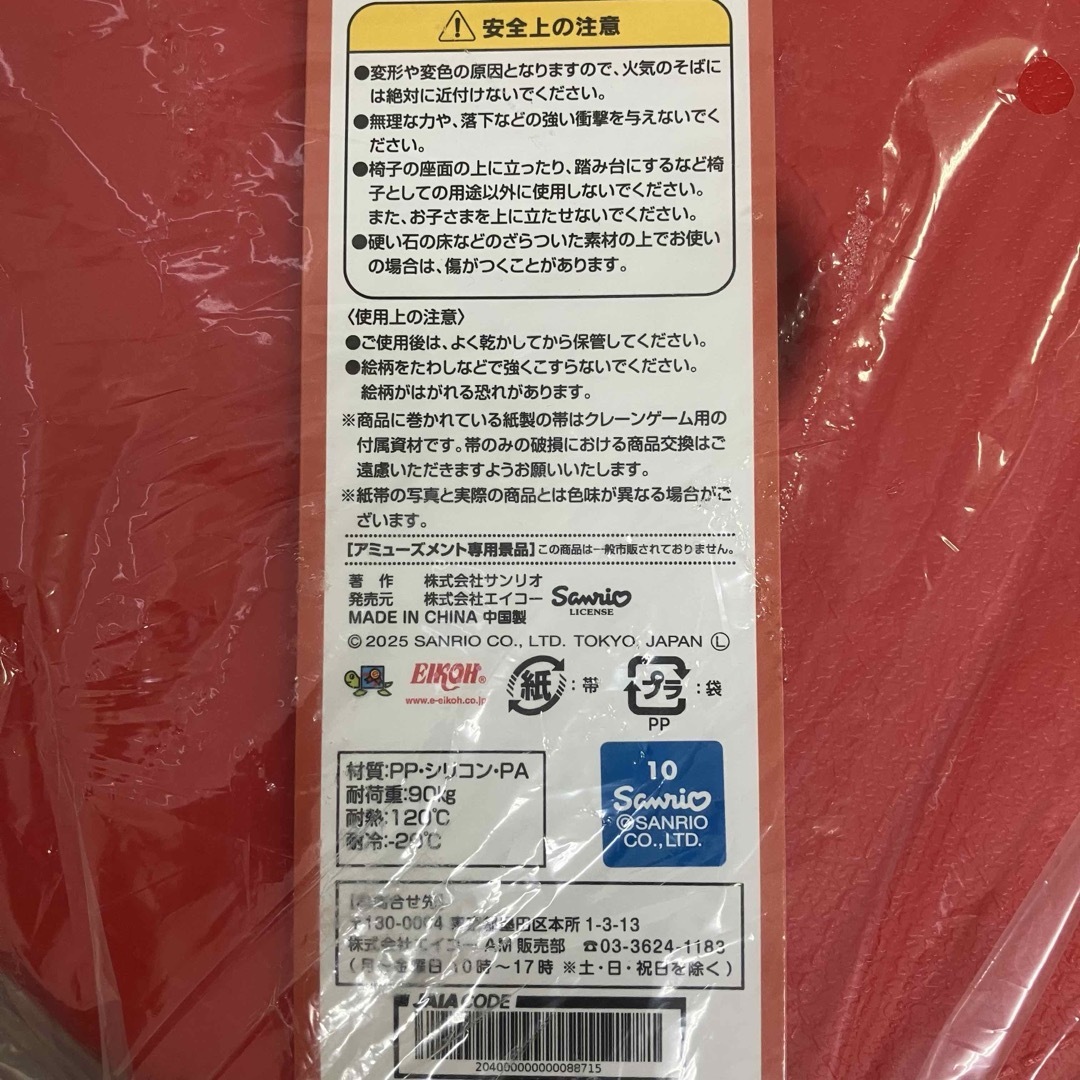 安全上の注意
●変形や変色の原因となりますので、火気のそばに
は絶対に近付けないでください。
●無理な力や、落下などの強い衝撃を与えないでく
ださい。
●椅子の座面の上に立ったり、踏み台にするなど椅
子としての用途以外に使用しないでください。
また、お子さまを上に立たせないでください。
●硬い石の床などのざらついた素材の上でお使い
の場合は、傷がつくことがあります。
〈使用上の注意〉
●ご使用後は、よく乾かしてから保管してください。
●絵柄をたわしなどで強くこすらないでください。
絵柄がはがれる恐れがあります。
※商品に巻かれている紙製の帯はクレーンゲーム用の
付属資材です。帯のみの破損における商品交換はご
遠慮いただきますようお願いいたします。
※紙帯の写真と実際の商品とは色味が異なる場合がご
ざいます。
【アミューズメント専用景品】この商品は一般市販されておりません。
著 作 株式会社サンリオ
発売元 株式会社エイコー
Sanrio
LICENSE
MADE IN CHINA 中国製
©2025 SANRIO CO., LTD. TOKYO, JAPAN Ⓛ
EIKOH®
www.e-eikoh.co.jp
紙:帯
プラ:袋
PP
材質:PP・シリコン・PA
耐荷重:90kg
耐熱:120℃
耐冷:-20℃
10
Sanrio
©SANRIO
CO., LTD.
合せ先
〒130-0004 東京都墨田区本所1-3-13
株式会社エイコー AM販売部 ☎03-3624-1183
(月～金曜日10時～17時 ※土・日・祝日を除く)
JAIA CODE
204000000000088715